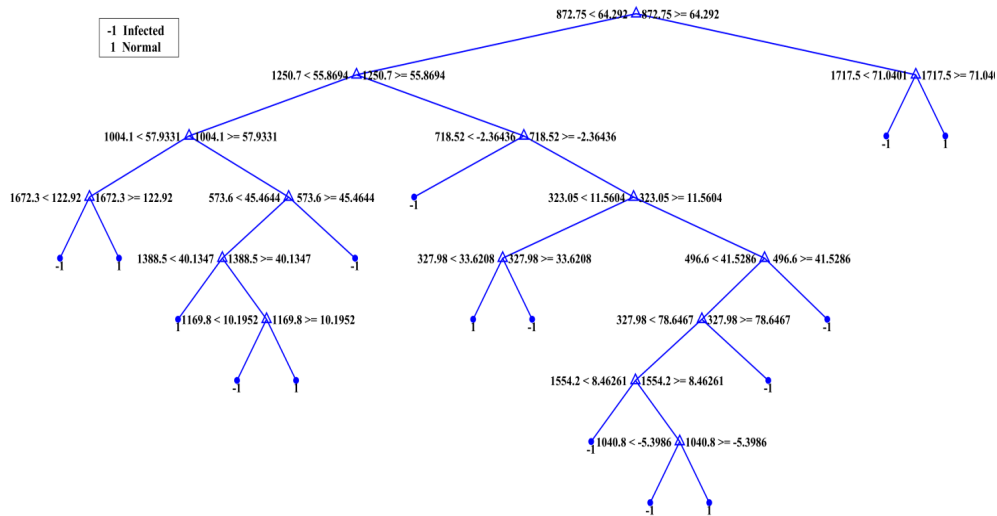 872.75 < 64.292 872.75 >= 64.292
-1 Infected
1 Normal
1250.7 < 55.8694 1250.7 >= 55.8694
1717.5 < 71.0401 1717.5 >= 71.040
1004.1 < 57.9331 1004.1 >= 57.9331
718.52 < -2.36436 718.52 >= -2.36436
-1
1
1672.3 < 122.92 1672.3 >= 122.92
573.6 < 45.4644 573.6 >= 45.4644
-1
323.05 < 11.5604 323.05 >= 11.5604
-1
1
1388.5 < 40.1347 1388.5 >= 40.1347
-1
327.98 < 33.6208 327.98 >= 33.6208
496.6 < 41.5286 496.6 >= 41.5286
1
1169.8 < 10.1952 1169.8 >= 10.1952
1
-1
327.98 < 78.6467 327.98 >= 78.6467
-1
-1
1
1554.2 < 8.46261 1554.2 >= 8.46261
-1
-1
1040.8 < -5.3986 1040.8 >= -5.3986
-1
1